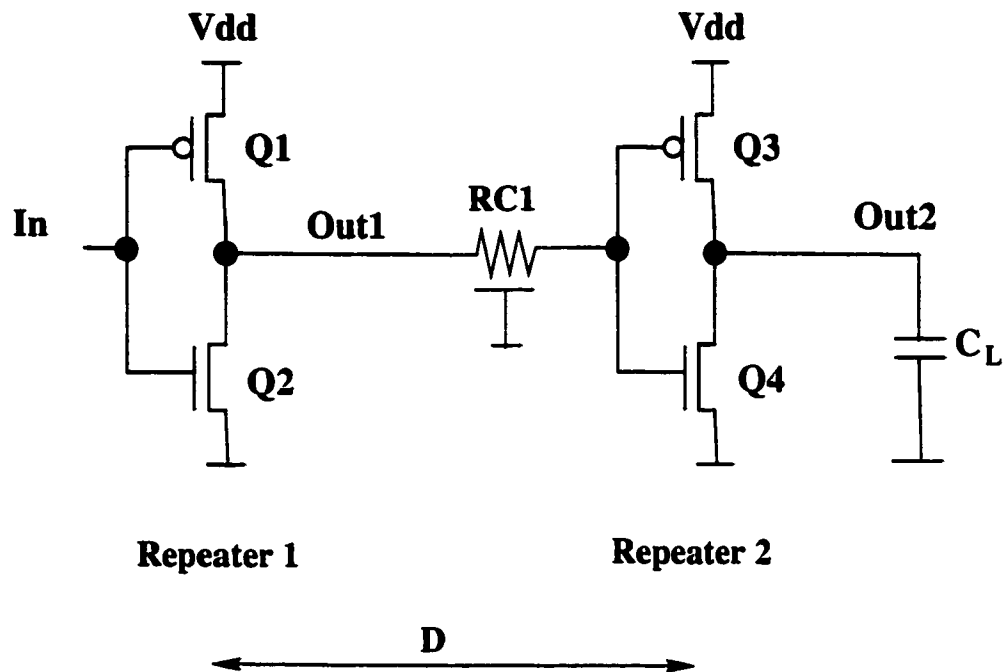 Vdd
Vdd
Q1
Q3
RC1
In
Out1
Out2
C_L
Q2
Q4
Repeater 1
Repeater 2
D